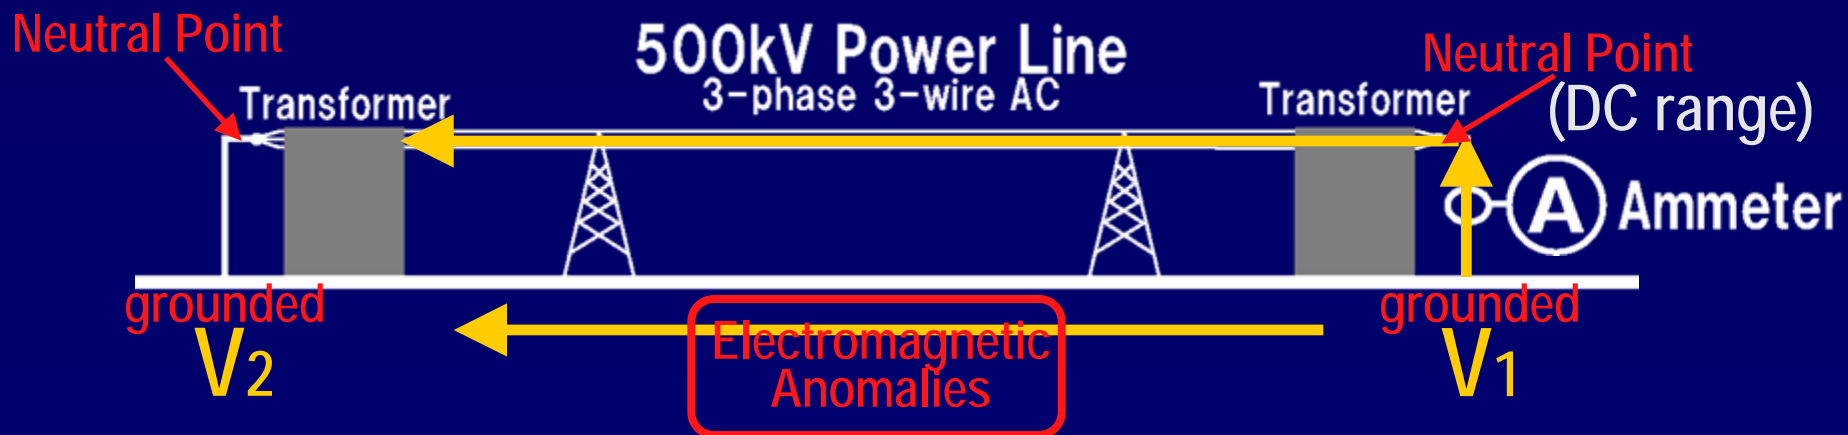 Neutral Point
500kV Power Line
3-phase 3-wire AC
Neutral Point
(DC range)
Transformer
Transformer
A Ammeter
grounded
V2
Electromagnetic
Anomalies
grounded
V1